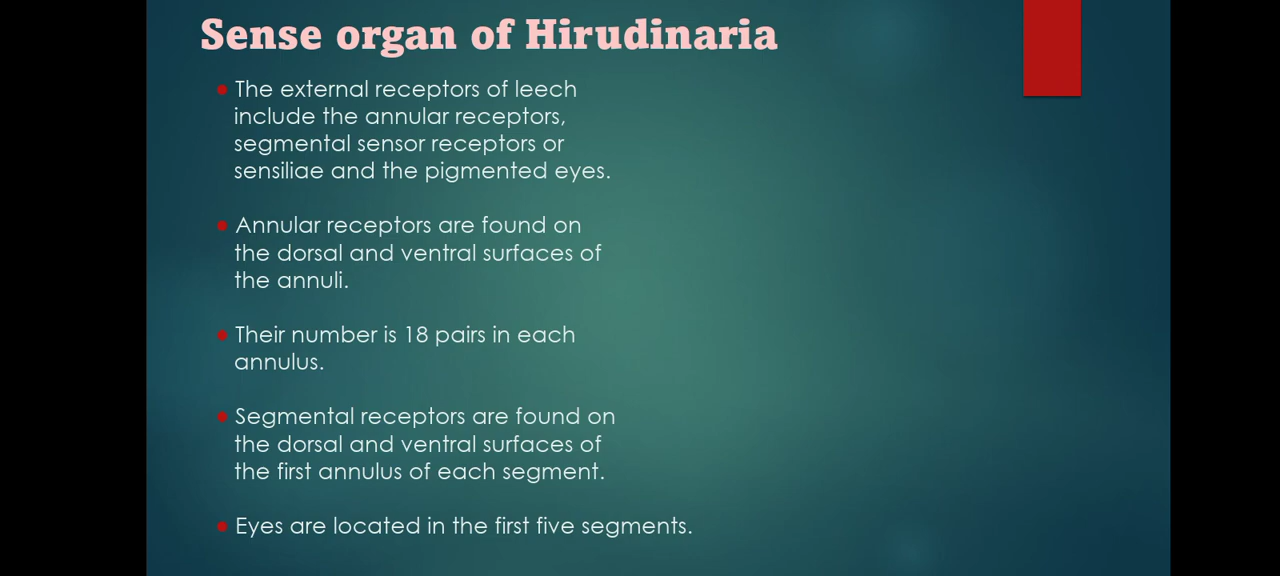 Sense organ of Hirudinaria
• The external receptors of leech
include the annular receptors,
segmental sensor receptors or
sensiliae and the pigmented eyes.
• Annular receptors are found on
the dorsal and ventral surfaces of
the annuli.
• Their number is 18 pairs in each
annulus.
• Segmental receptors are found on
the dorsal and ventral surfaces of
the first annulus of each segment.
• Eyes are located in the first five segments.